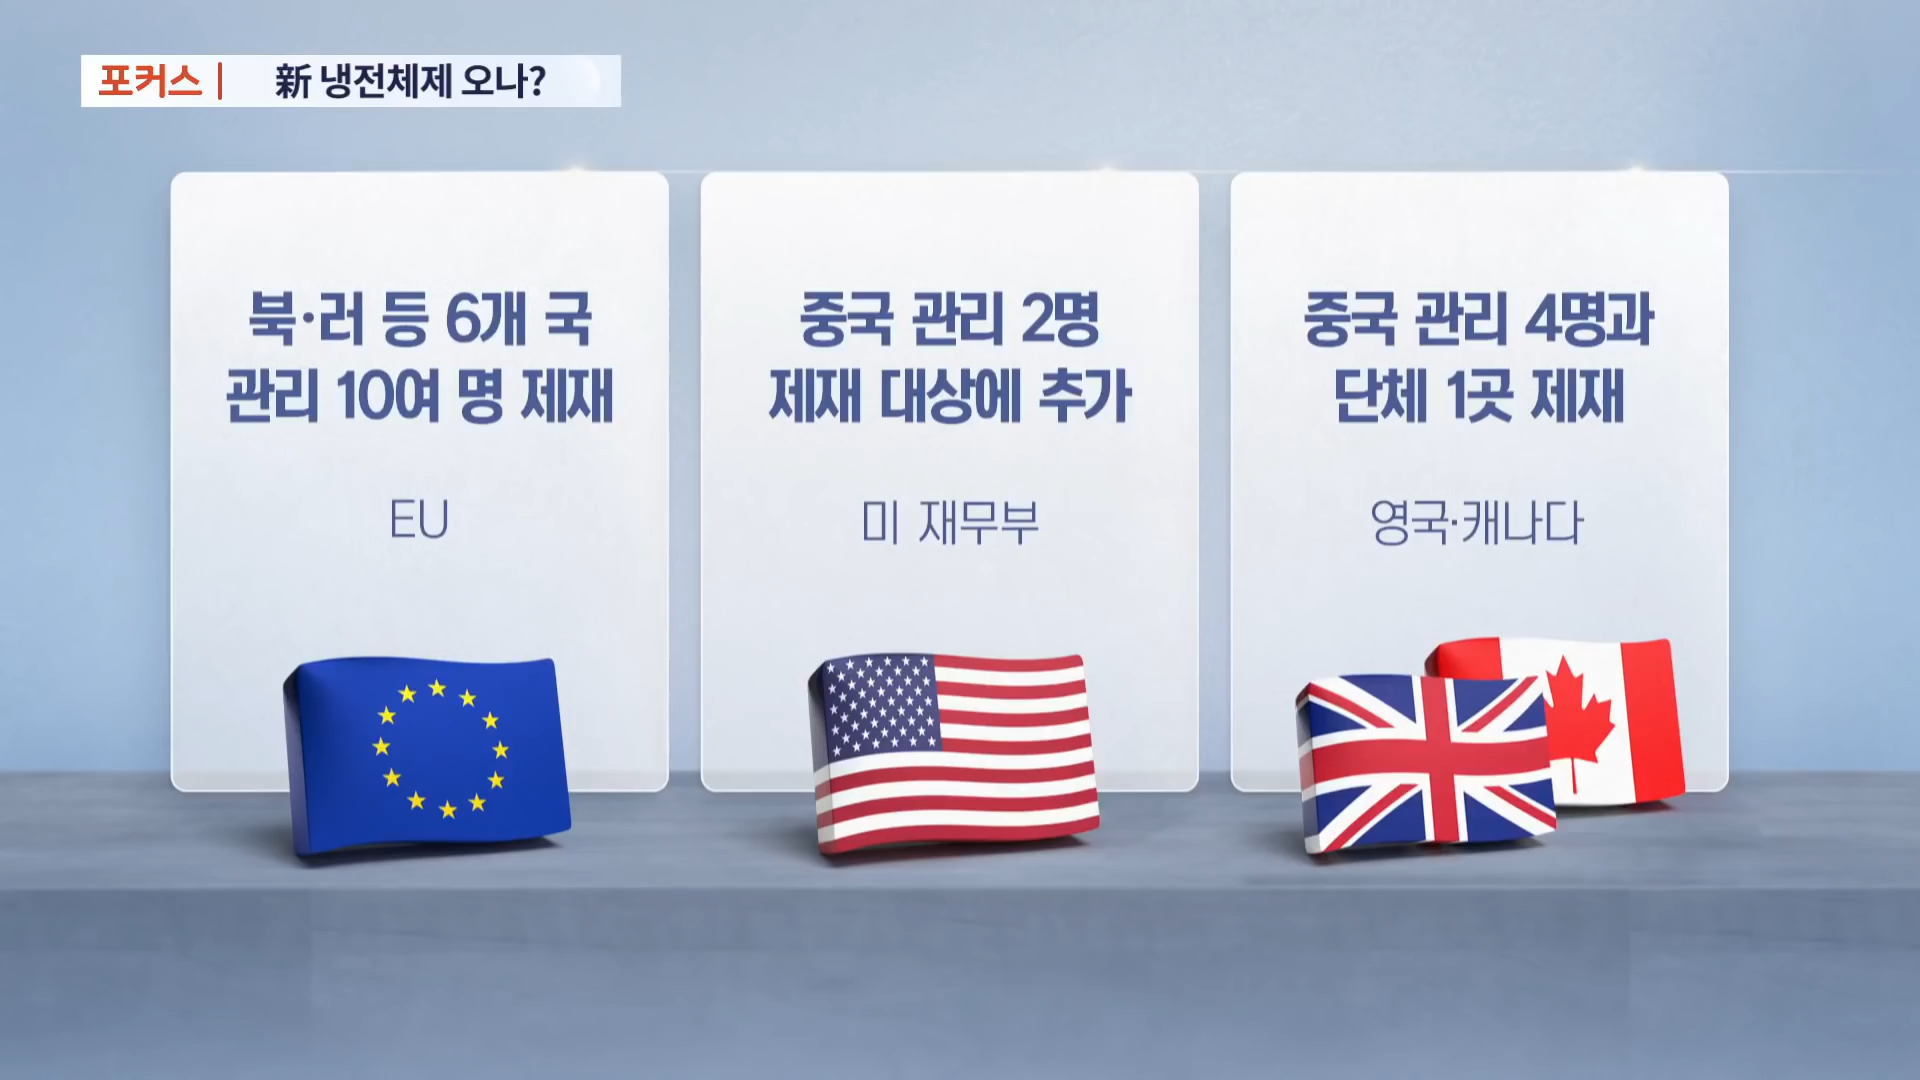 포커스 | 新 냉전체제 오나?
북·러 등 6개 국
관리 10여 명 제재
EU
중국 관리 2명
제재 대상에 추가
미 재무부
중국 관리 4명과
단체 1곳 제재
영국·캐나다